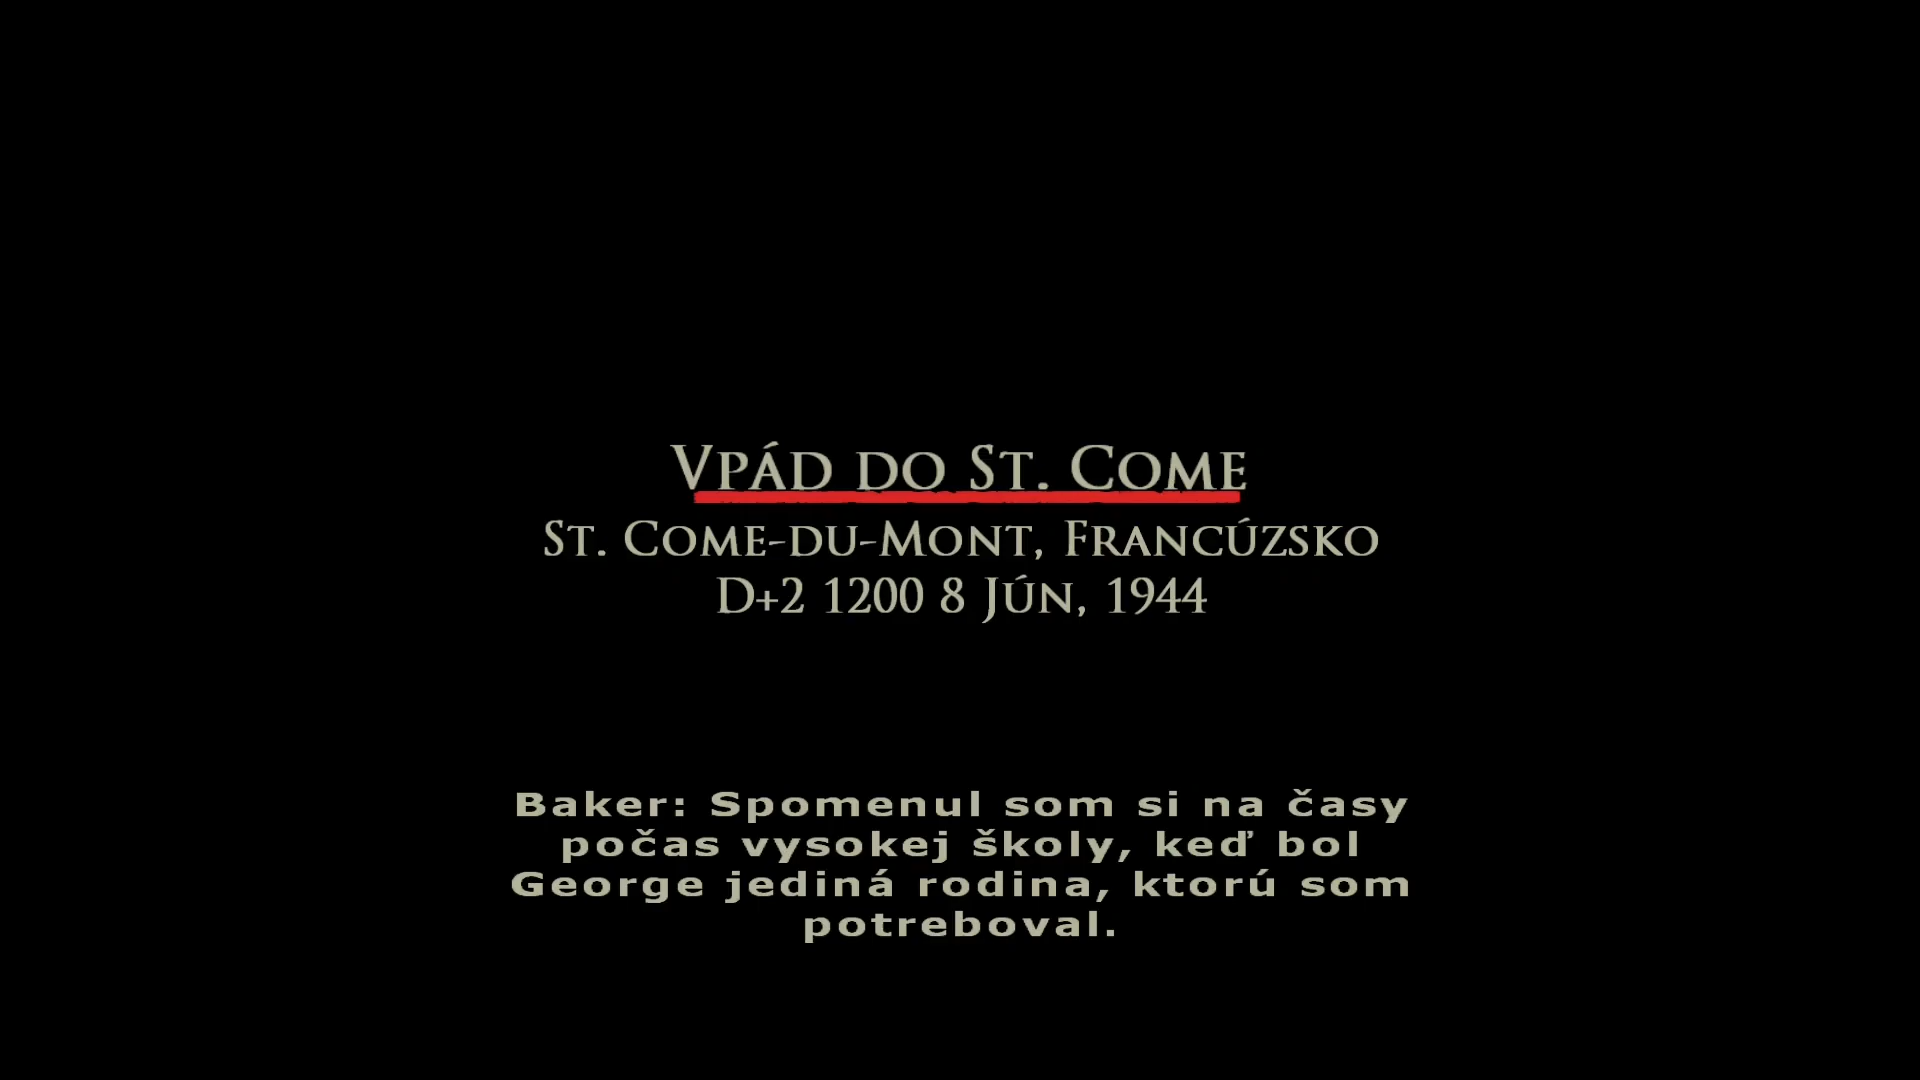 Vpád do St. Come
St. Come-du-Mont, Francúzsko
D+2 1200 8 Jún, 1944
Baker: Spomenul som si na časy
počas vysokej školy, keď bol
George jediná rodina, ktorú som
potreboval.